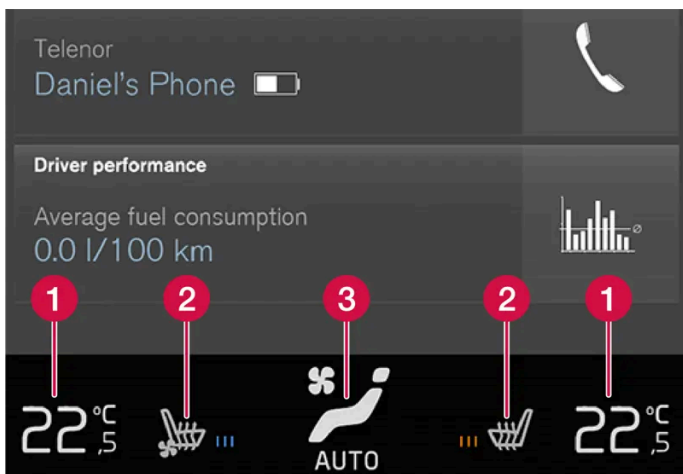 Telenor
Daniel's Phone
Driver performance
Average fuel consumption
0.0 l/100 km
1 2 3 2 1
22,5 °C 22,5 °C
AUTO